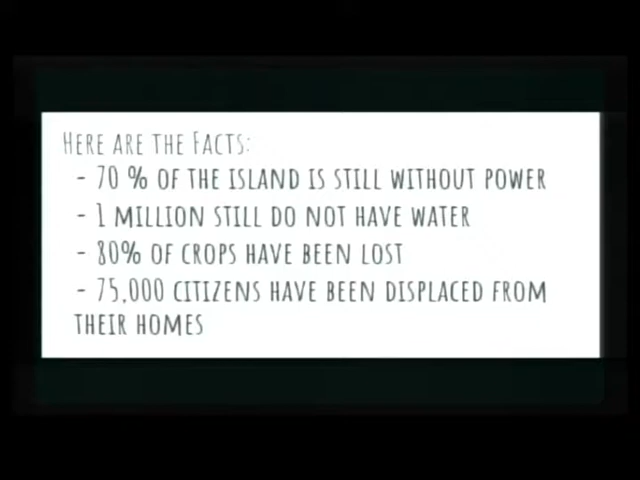 HERE ARE THE FACTS:
- 70 % OF THE ISLAND IS STILL WITHOUT POWER
- 1 MILLION STILL DO NOT HAVE WATER
- 80% OF CROPS HAVE BEEN LOST
- 75,000 CITIZENS HAVE BEEN DISPLACED FROM
THEIR HOMES